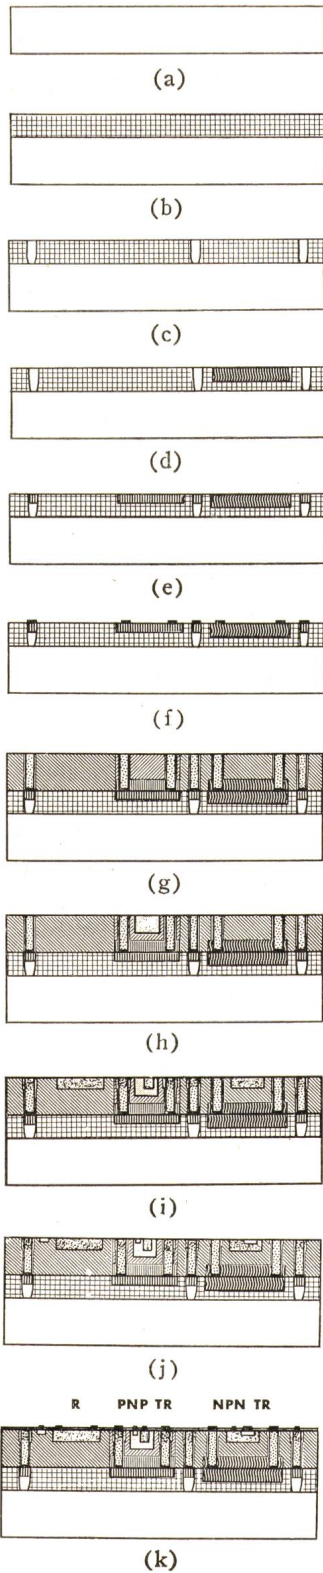 (a)
(b)
(c)
(d)
(e)
(f)
(g)
(h)
(i)
(j)
R PNP TR NPN TR
(k)